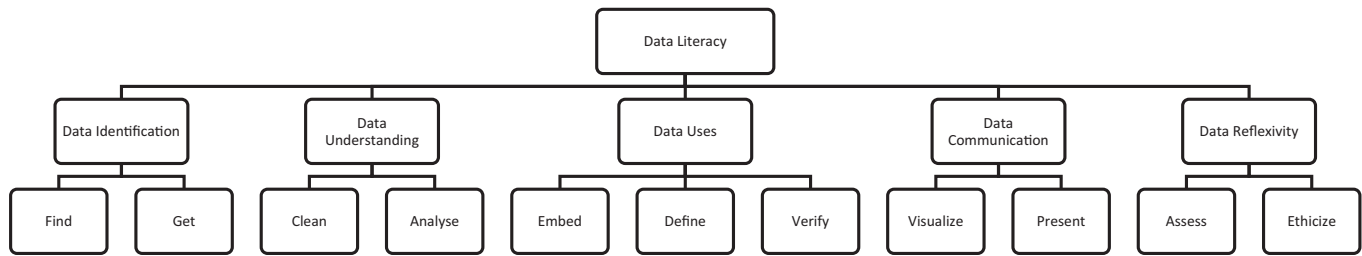 Data Literacy
Data Identification
Data
Understanding
Data Uses
Data
Communication
Data Reflexivity
Find
Get
Clean
Analyse
Embed
Define
Verify
Visualize
Present
Assess
Ethicize